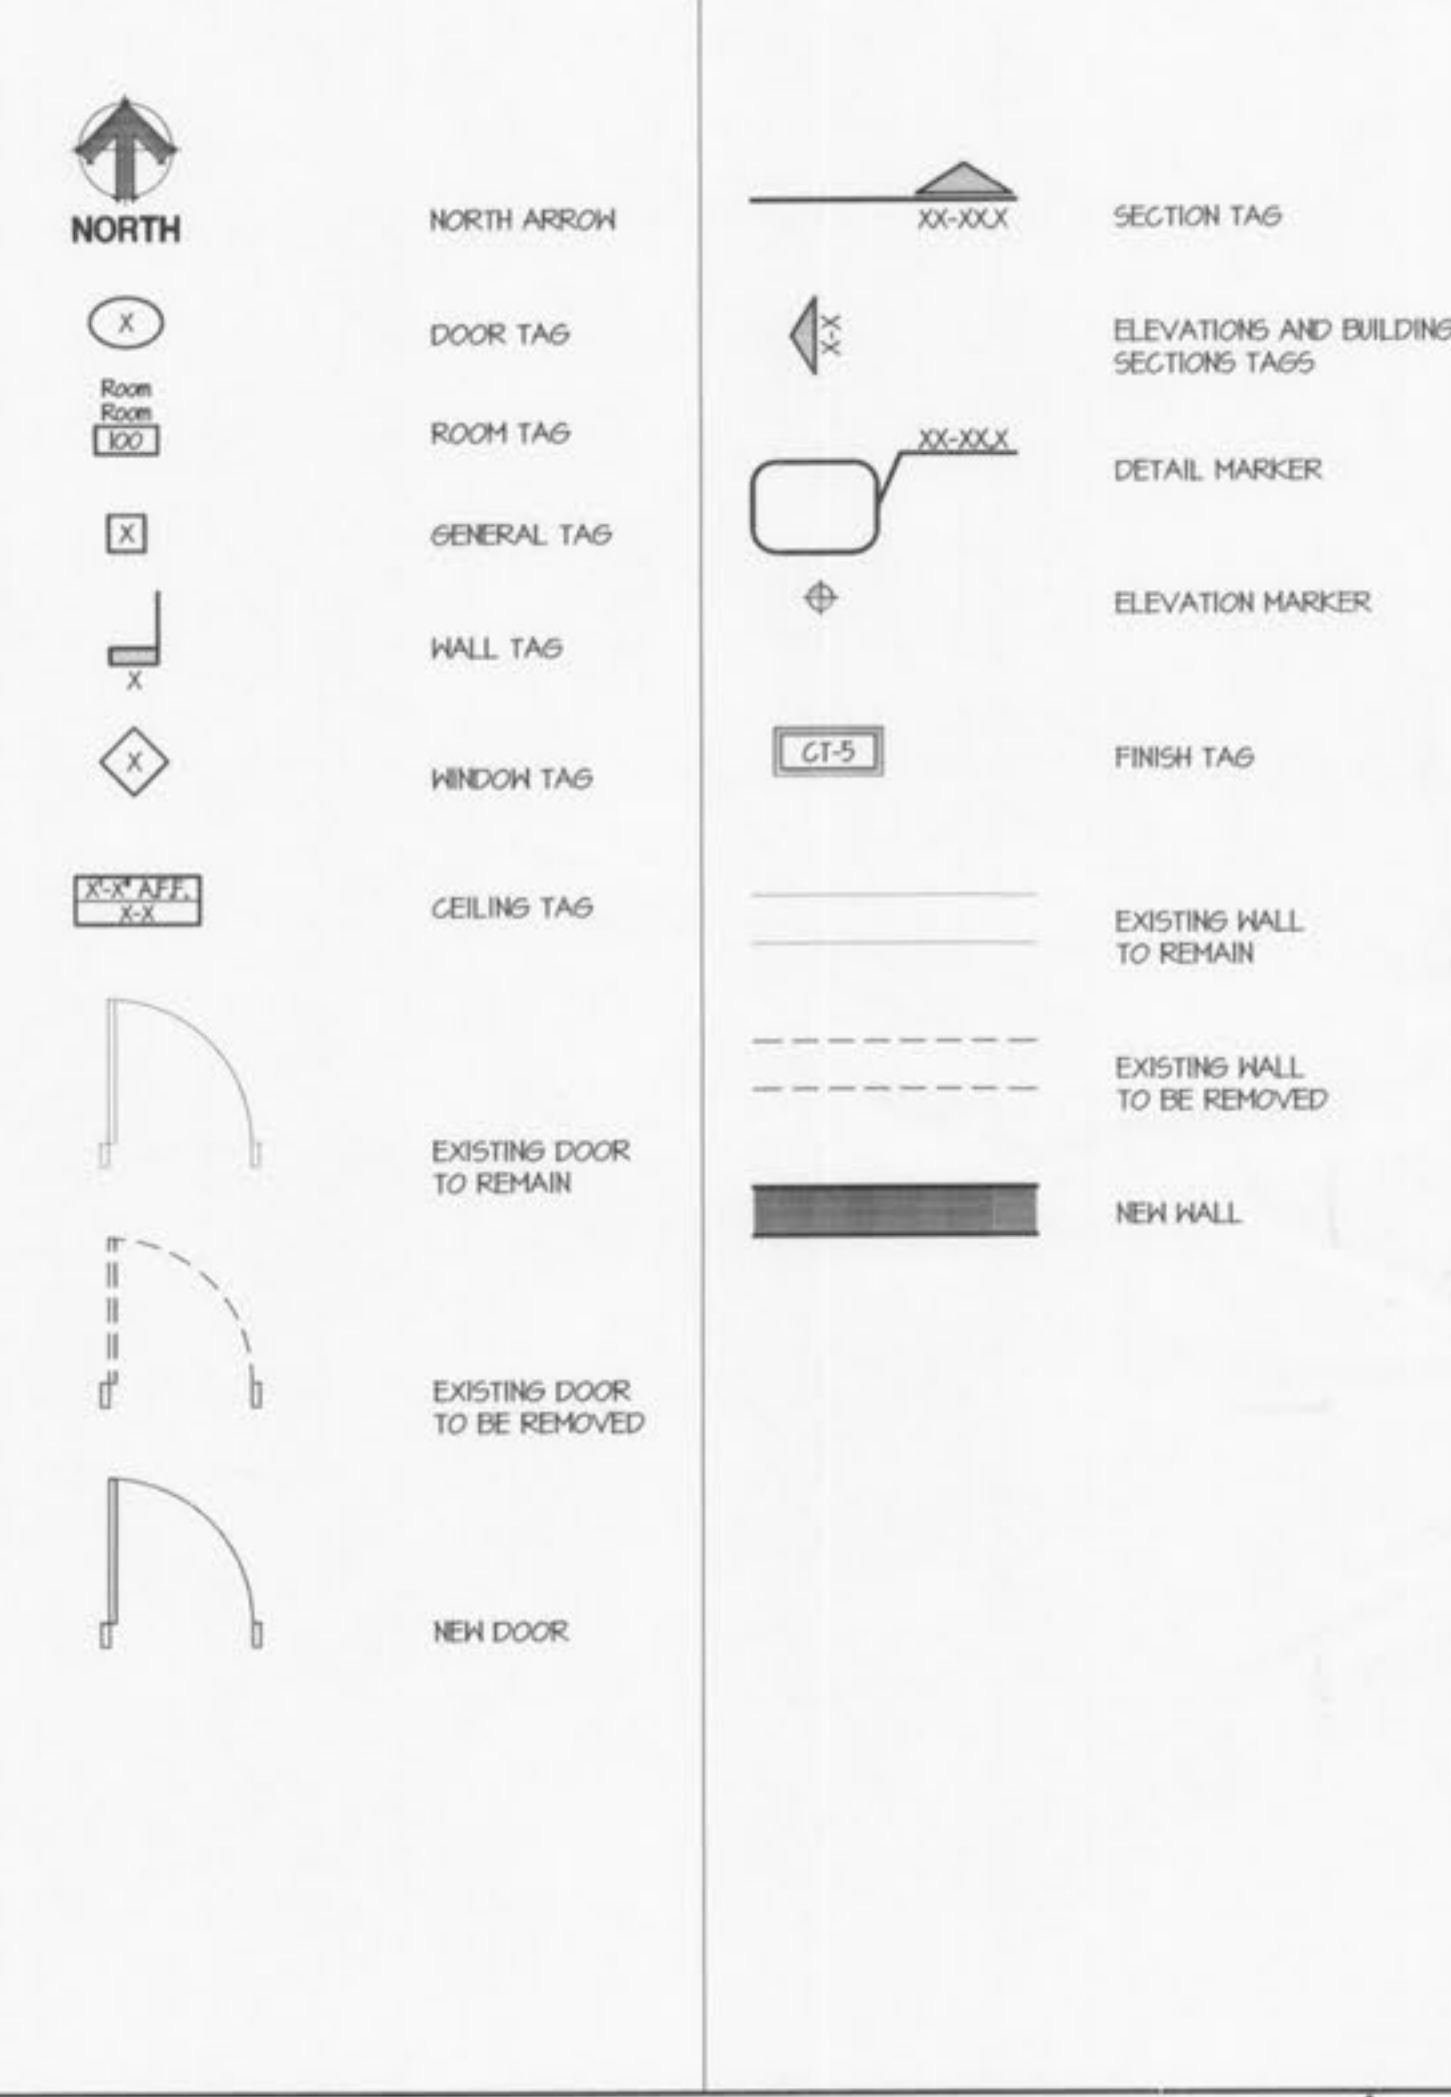 NORTH
NORTH ARROW
X
DOOR TAG
Room
Room
100
ROOM TAG
X
GENERAL TAG
X
WALL TAG
X
WINDOW TAG
X'-X" A.F.F.
X-X
CEILING TAG
EXISTING DOOR
TO REMAIN
EXISTING DOOR
TO BE REMOVED
NEW DOOR
XX-XX.X
SECTION TAG
X-X
ELEVATIONS AND BUILDING
SECTIONS TAGS
XX-XX.X
DETAIL MARKER
ELEVATION MARKER
CT-5
FINISH TAG
EXISTING WALL
TO REMAIN
EXISTING WALL
TO BE REMOVED
NEW WALL